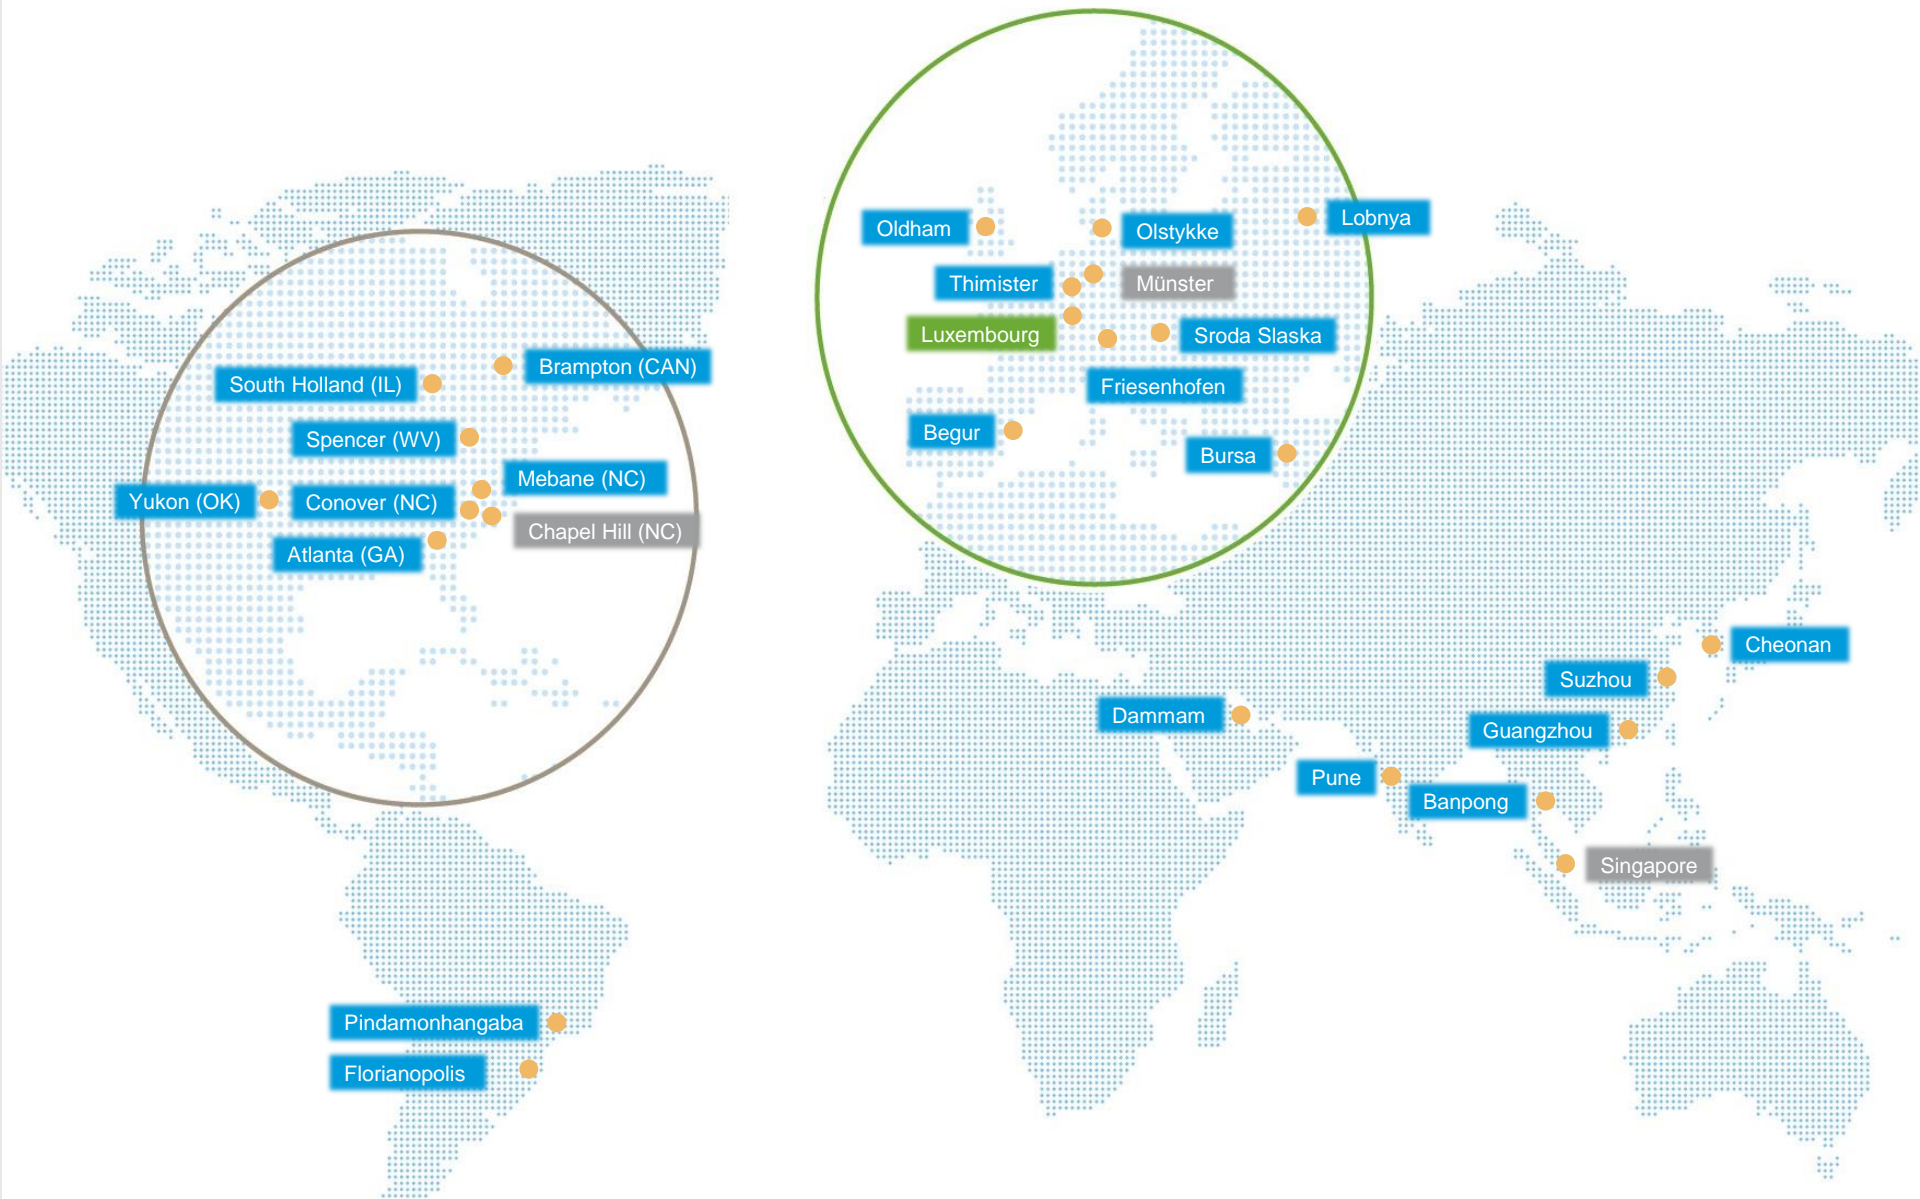 Oldham
Olstykke
Lobnya
Thimister
Münster
Luxembourg
Sroda Slaska
Friesenhofen
Begur
Bursa
Brampton (CAN)
South Holland (IL)
Spencer (WV)
Mebane (NC)
Yukon (OK)
Conover (NC)
Chapel Hill (NC)
Atlanta (GA)
Cheonan
Suzhou
Dammam
Guangzhou
Pune
Banpong
Singapore
Pindamonhangaba
Florianopolis